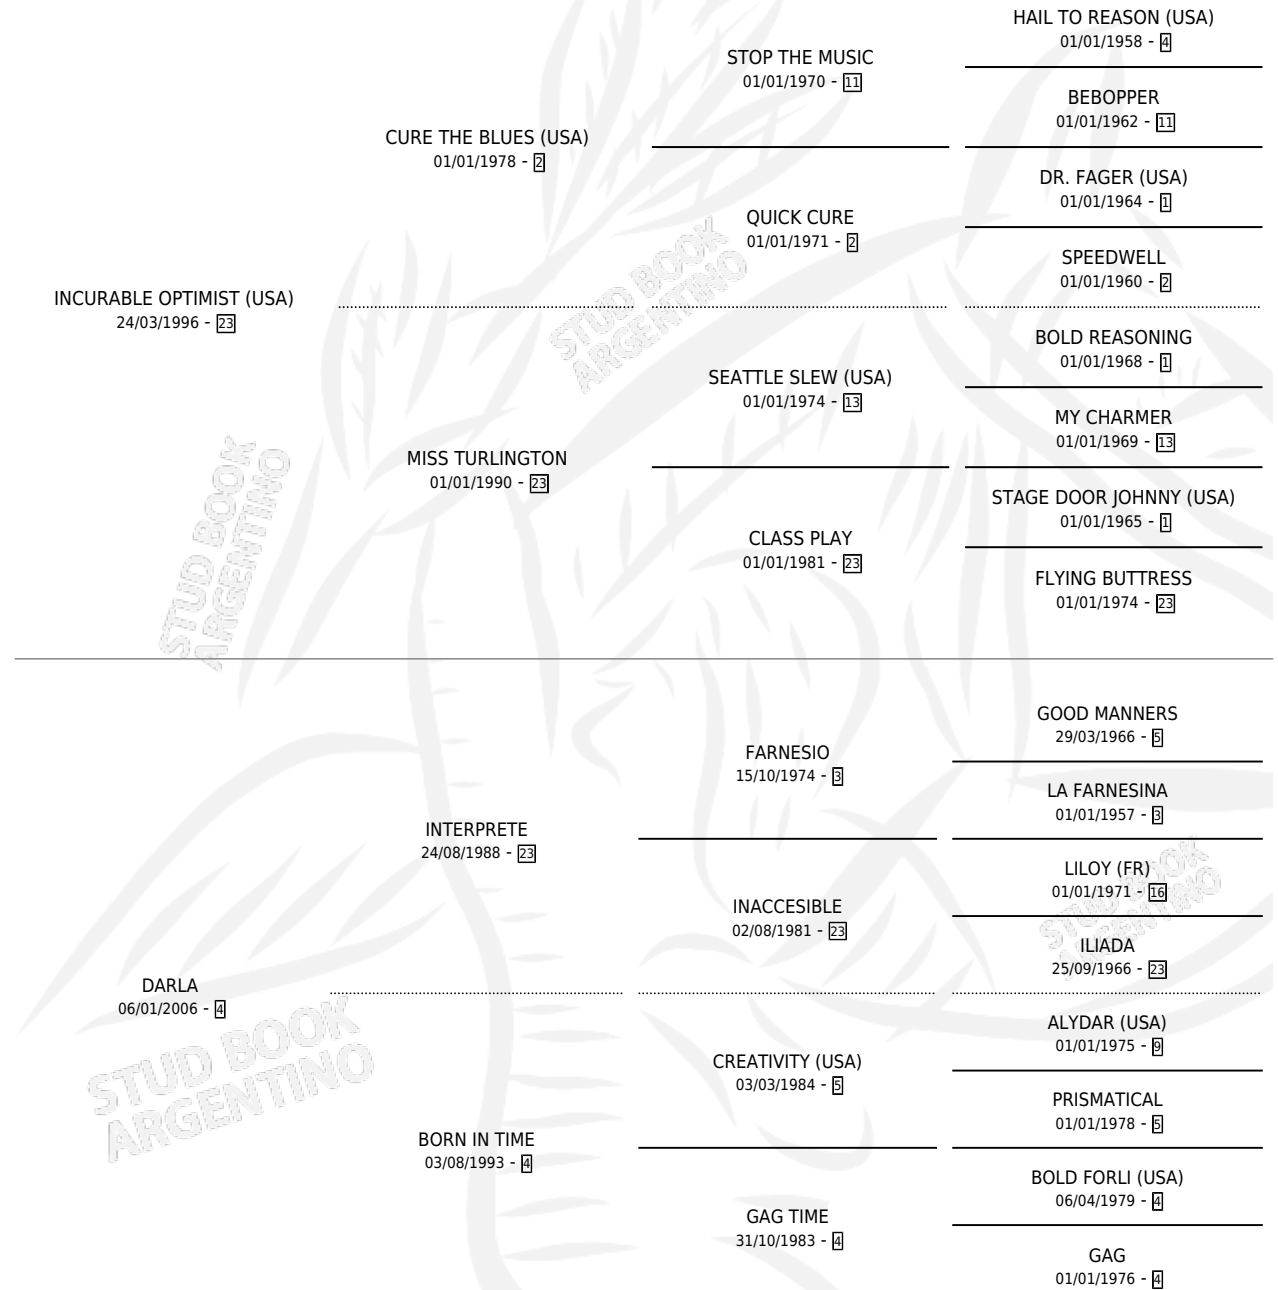 HAIL TO REASON (USA)
01/01/1958 - 4
STOP THE MUSIC
01/01/1970 - 11
BEBOPPER
01/01/1962 - 11
CURE THE BLUES (USA)
01/01/1978 - 2
DR. FAGER (USA)
01/01/1964 - 1
QUICK CURE
01/01/1971 - 2
SPEEDWELL
01/01/1960 - 2
INCURABLE OPTIMIST (USA)
24/03/1996 - 23
BOLD REASONING
01/01/1968 - 1
SEATTLE SLEW (USA)
01/01/1974 - 13
MY CHARMER
01/01/1969 - 13
MISS TURLINGTON
01/01/1990 - 23
STAGE DOOR JOHNNY (USA)
01/01/1965 - 1
CLASS PLAY
01/01/1981 - 23
FLYING BUTTRESS
01/01/1974 - 23
GOOD MANNERS
29/03/1966 - 5
FARNESIO
15/10/1974 - 3
LA FARNESINA
01/01/1957 - 3
INTERPRETE
24/08/1988 - 23
LILOY (FR)
01/01/1971 - 16
INACCESIBLE
02/08/1981 - 23
ILIADA
25/09/1966 - 23
DARLA
06/01/2006 - 4
ALYDAR (USA)
01/01/1975 - 9
CREATIVITY (USA)
03/03/1984 - 5
PRISMATICAL
01/01/1978 - 5
BORN IN TIME
03/08/1993 - 4
BOLD FORLI (USA)
06/04/1979 - 4
GAG TIME
31/10/1983 - 4
GAG
01/01/1976 - 4
STUD BOOK
ARGENTINO
STUD BOOK
ARGENTINO
STUD BOOK
ARGENTINO
STUD BOOK
ARGENTINO